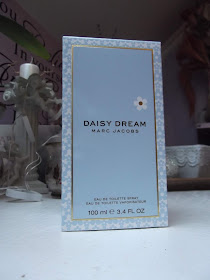 DAISY DREAM
MARC JACOBS
EAU DE TOILETTE SPRAY
EAU DE TOILETTE VAPORISATEUR
100 ml ℮ 3.4 FL.OZ